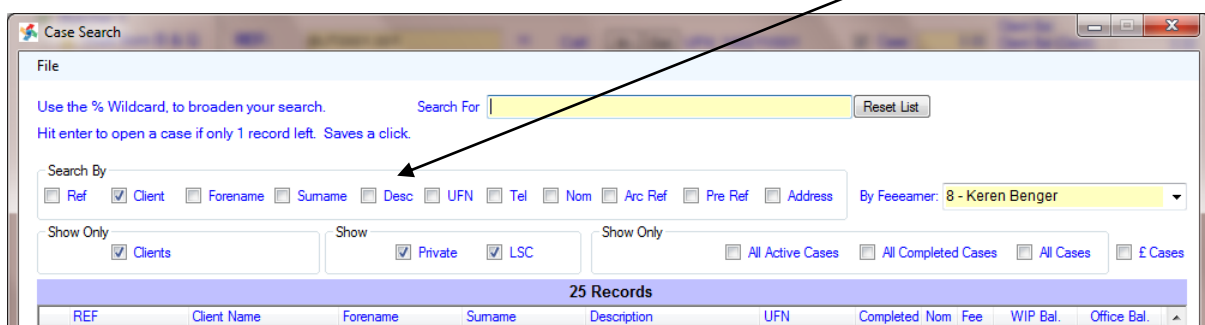 Case Search
File
Use the % Wildcard, to broaden your search. Search For Reset List
Hit enter to open a case if only 1 record left. Saves a click.
Search By
Ref Client Forename Surname Desc UFN Tel Nom Arc Ref Pre Ref Address By Feeearner: 8 - Keren Benger
Show Only Show Show Only
Clients Private LSC All Active Cases All Completed Cases All Cases £ Cases
25 Records
REF Client Name Forename Surname Description UFN Completed Nom Fee WIP Bal. Office Bal.